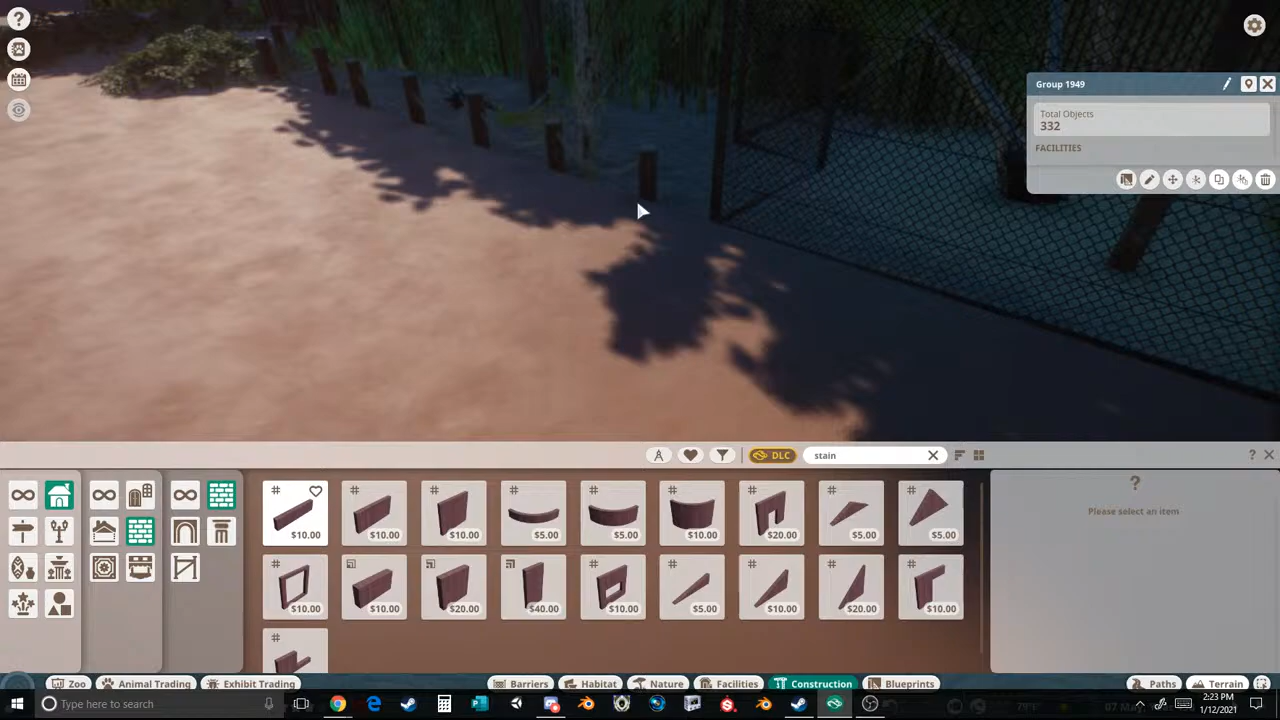 Group 1949
Total Objects
332
FACILITIES
DLC
stain
?
$10.00 $10.00 $10.00 $5.00 $5.00 $10.00 $20.00 $5.00 $5.00
Please select an item
$10.00 $10.00 $20.00 $40.00 $10.00 $5.00 $10.00 $20.00 $10.00
Zoo Animal Trading Exhibit Trading Barriers Habitat Nature Facilities Construction Blueprints Paths Terrain
Type here to search
2:23 PM
1/12/2021